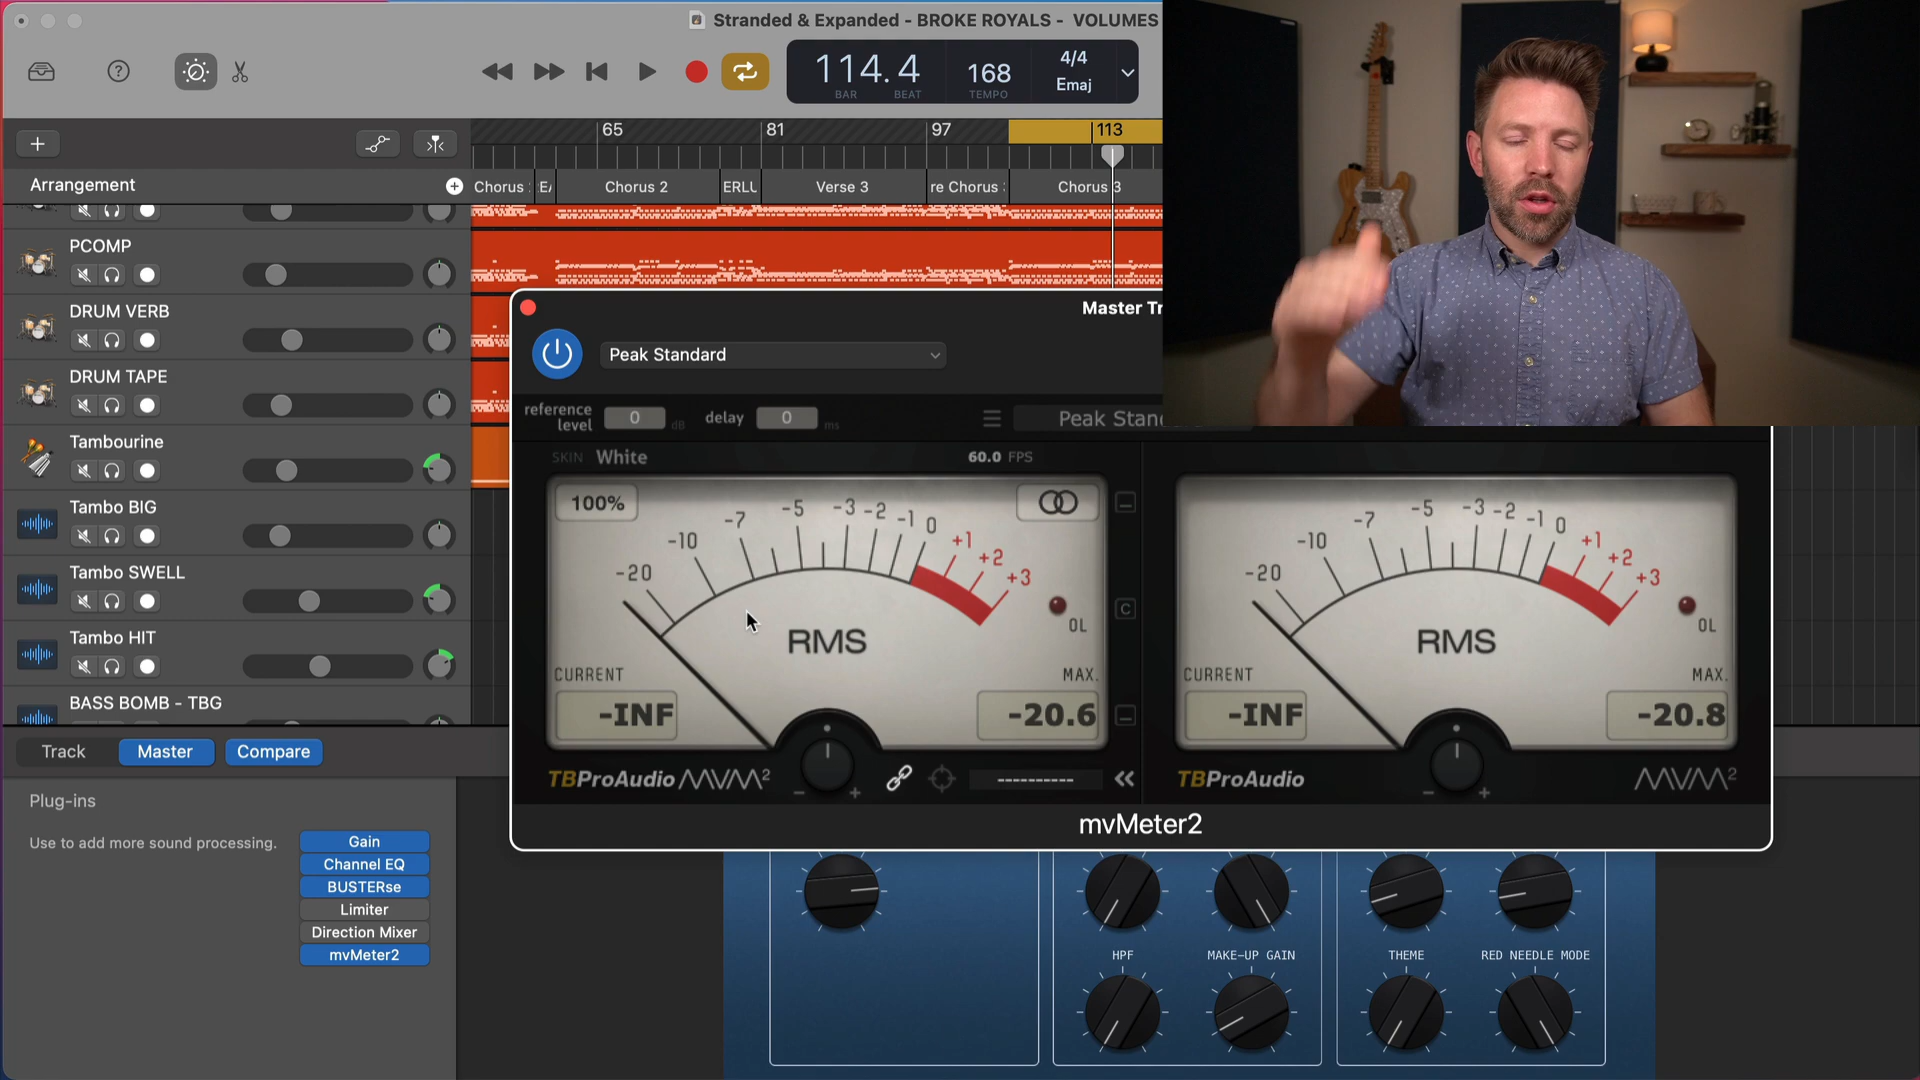 Stranded & Expanded - BROKE ROYALS - VOLUMES
114.4
BAR BEAT
168
TEMPO
4/4
Emaj
65 81 97 113
Arrangement
Chorus Chorus 2 ERLU Verse 3 re Chorus Chorus 3
PCOMP
DRUM VERB
DRUM TAPE
Tambourine
Tambo BIG
Tambo SWELL
Tambo HIT
BASS BOMB - TBG
Track Master Compare
Plug-ins
Use to add more sound processing.
Gain
Channel EQ
BUSTERse
Limiter
Direction Mixer
mvMeter2
Master Tr
Peak Standard
reference level 0 dB delay 0 ms Peak Stan
SKIN White 60.0 FPS
100%
-20 -10 -7 -5 -3 -2 -1 0 +1 +2 +3
RMS
OL
C
CURRENT MAX.
-INF -20.6
TBProAudio MVM2
----------
-20 -10 -7 -5 -3 -2 -1 0 +1 +2 +3
RMS
OL
CURRENT MAX.
-INF -20.8
TBProAudio MVM2
mvMeter2
HPF MAKE-UP GAIN THEME RED NEEDLE MODE